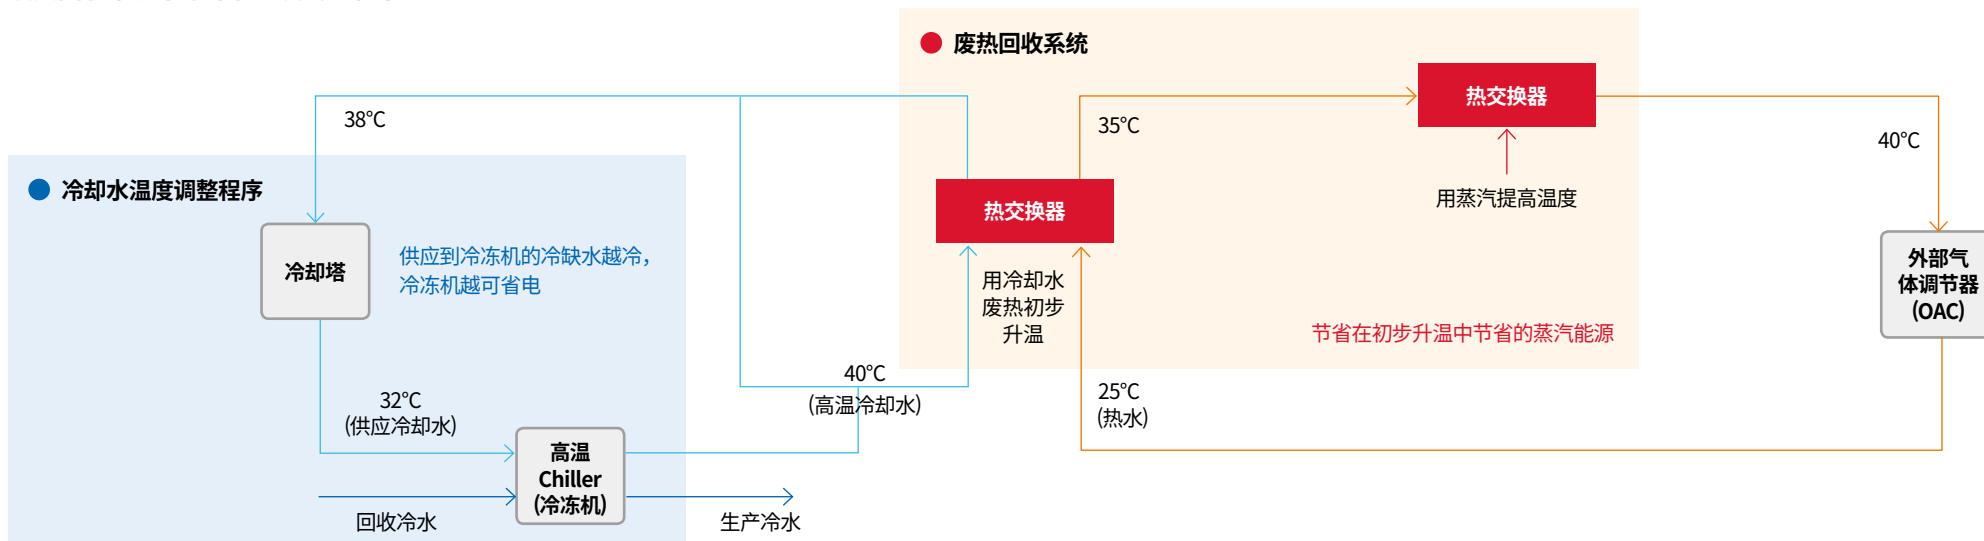 废热回收系统
热交换器
38°C
35°C
40°C
冷却水温度调整程序
用蒸汽提高温度
热交换器
冷却塔
供应到冷冻机的冷缺水越冷，
冷冻机越可省电
用冷却水
废热初步
升温
外部气
体调节器
(OAC)
节省在初步升温中节省的蒸汽能源
40°C
(高温冷却水)
25°C
(热水)
32°C
(供应冷却水)
高温
Chiller
(冷冻机)
回收冷水
生产冷水